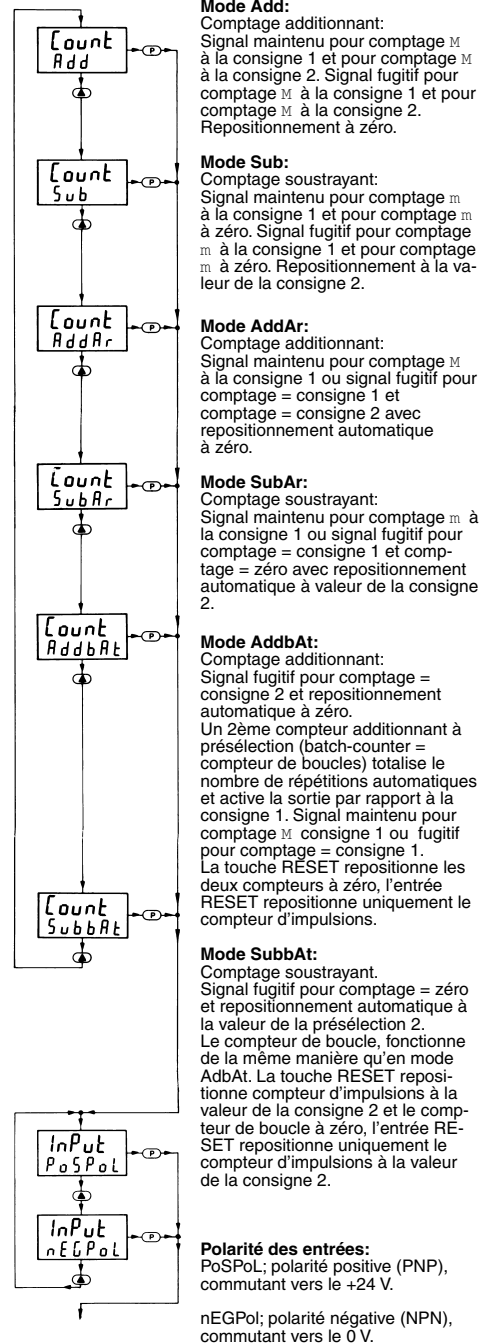 Count
Add
P
Mode Add:
Comptage additionnant:
Signal maintenu pour comptage M
à la consigne 1 et pour comptage M
à la consigne 2. Signal fugitif pour
comptage M à la consigne 1 et pour
comptage M à la consigne 2.
Repositionnement à zéro.
Count
Sub
P
Mode Sub:
Comptage soustrayant:
Signal maintenu pour comptage m
à la consigne 1 et pour comptage m
à zéro. Signal fugitif pour comptage
m à la consigne 1 et pour comptage
m à zéro. Repositionnement à la va-
leur de la consigne 2.
Count
AddAr
P
Mode AddAr:
Comptage additionnant:
Signal maintenu pour comptage M
à la consigne 1 ou signal fugitif pour
comptage = consigne 1 et
comptage = consigne 2 avec
repositionnement automatique
à zéro.
Count
SubAr
P
Mode SubAr:
Comptage soustrayant:
Signal maintenu pour comptage m à
la consigne 1 ou signal fugitif pour
comptage = consigne 1 et comp-
tage = zéro avec repositionnement
automatique à valeur de la consigne
2.
Count
AddbAt
P
Mode AddbAt:
Comptage additionnant:
Signal fugitif pour comptage =
consigne 2 et repositionnement
automatique à zéro.
Un 2ème compteur additionnant à
présélection (batch-counter =
compteur de boucles) totalise le
nombre de répétitions automatiques
et active la sortie par rapport à la
consigne 1. Signal maintenu pour
comptage M consigne 1 ou fugitif
pour comptage = consigne 1.
La touche RESET repositionne les
deux compteurs à zéro, l'entrée
RESET repositionne uniquement le
compteur d'impulsions.
Count
SubbAt
P
Mode SubbAt:
Comptage soustrayant.
Signal fugitif pour comptage = zéro
et repositionnement automatique à
la valeur de la présélection 2.
Le compteur de boucle, fonctionne
de la même manière qu'en mode
AdbAt. La touche RESET reposi-
tionne compteur d'impulsions à la
valeur de la consigne 2 et le comp-
teur de boucle à zéro, l'entrée RE-
SET repositionne uniquement le
compteur d'impulsions à la valeur
de la consigne 2.
InPut
PoSPoL
P
InPut
nEGPoL
P
Polarité des entrées:
PoSPoL; polarité positive (PNP),
commutant vers le +24 V.
nEGPol; polarité négative (NPN),
commutant vers le 0 V.